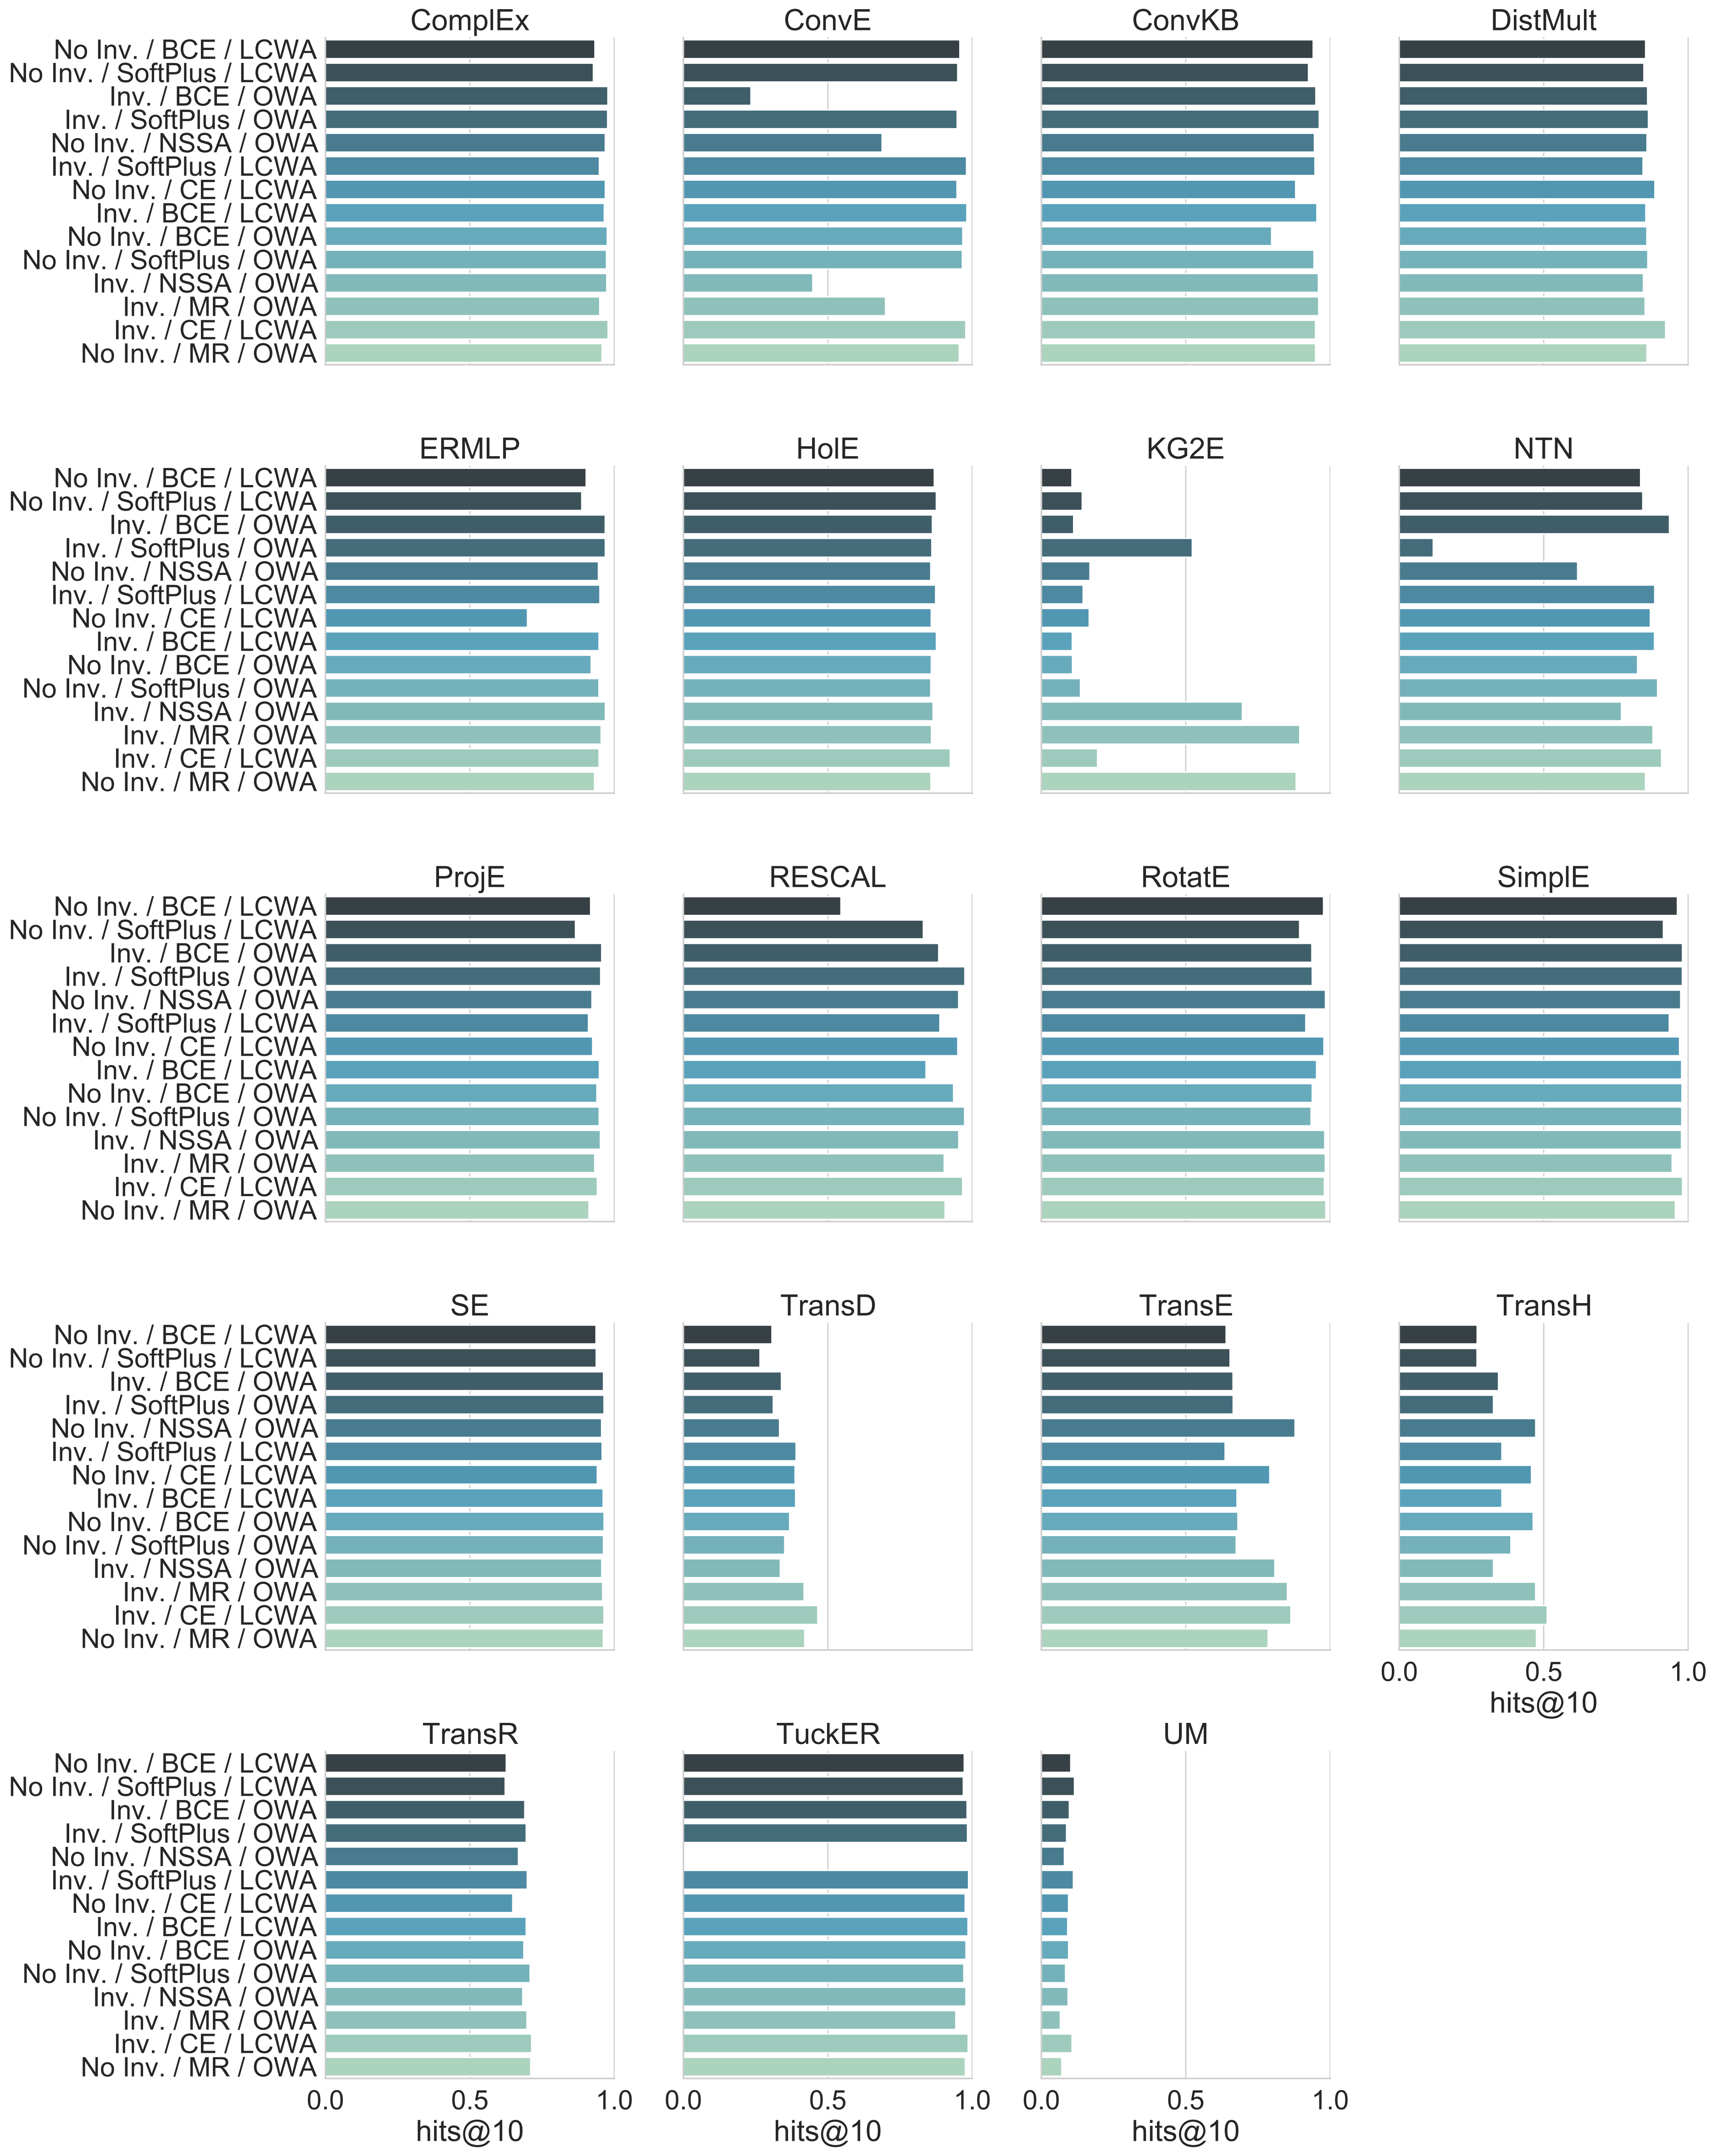 ComplEx ConvE ConvKB DistMult
No Inv. / BCE / LCWA
No Inv. / SoftPlus / LCWA
Inv. / BCE / OWA
Inv. / SoftPlus / OWA
No Inv. / NSSA / OWA
Inv. / SoftPlus / LCWA
No Inv. / CE / LCWA
Inv. / BCE / LCWA
No Inv. / BCE / OWA
No Inv. / SoftPlus / OWA
Inv. / NSSA / OWA
Inv. / MR / OWA
Inv. / CE / LCWA
No Inv. / MR / OWA
ERMLP HolE KG2E NTN
No Inv. / BCE / LCWA
No Inv. / SoftPlus / LCWA
Inv. / BCE / OWA
Inv. / SoftPlus / OWA
No Inv. / NSSA / OWA
Inv. / SoftPlus / LCWA
No Inv. / CE / LCWA
Inv. / BCE / LCWA
No Inv. / BCE / OWA
No Inv. / SoftPlus / OWA
Inv. / NSSA / OWA
Inv. / MR / OWA
Inv. / CE / LCWA
No Inv. / MR / OWA
ProjE RESCAL RotatE SimplE
No Inv. / BCE / LCWA
No Inv. / SoftPlus / LCWA
Inv. / BCE / OWA
Inv. / SoftPlus / OWA
No Inv. / NSSA / OWA
Inv. / SoftPlus / LCWA
No Inv. / CE / LCWA
Inv. / BCE / LCWA
No Inv. / BCE / OWA
No Inv. / SoftPlus / OWA
Inv. / NSSA / OWA
Inv. / MR / OWA
Inv. / CE / LCWA
No Inv. / MR / OWA
SE TransD TransE TransH
No Inv. / BCE / LCWA
No Inv. / SoftPlus / LCWA
Inv. / BCE / OWA
Inv. / SoftPlus / OWA
No Inv. / NSSA / OWA
Inv. / SoftPlus / LCWA
No Inv. / CE / LCWA
Inv. / BCE / LCWA
No Inv. / BCE / OWA
No Inv. / SoftPlus / OWA
Inv. / NSSA / OWA
Inv. / MR / OWA
Inv. / CE / LCWA
No Inv. / MR / OWA
0.0 0.5 1.0
hits@10
TransR TuckER UM
No Inv. / BCE / LCWA
No Inv. / SoftPlus / LCWA
Inv. / BCE / OWA
Inv. / SoftPlus / OWA
No Inv. / NSSA / OWA
Inv. / SoftPlus / LCWA
No Inv. / CE / LCWA
Inv. / BCE / LCWA
No Inv. / BCE / OWA
No Inv. / SoftPlus / OWA
Inv. / NSSA / OWA
Inv. / MR / OWA
Inv. / CE / LCWA
No Inv. / MR / OWA
0.0 0.5 1.0 0.0 0.5 1.0 0.0 0.5 1.0
hits@10 hits@10 hits@10